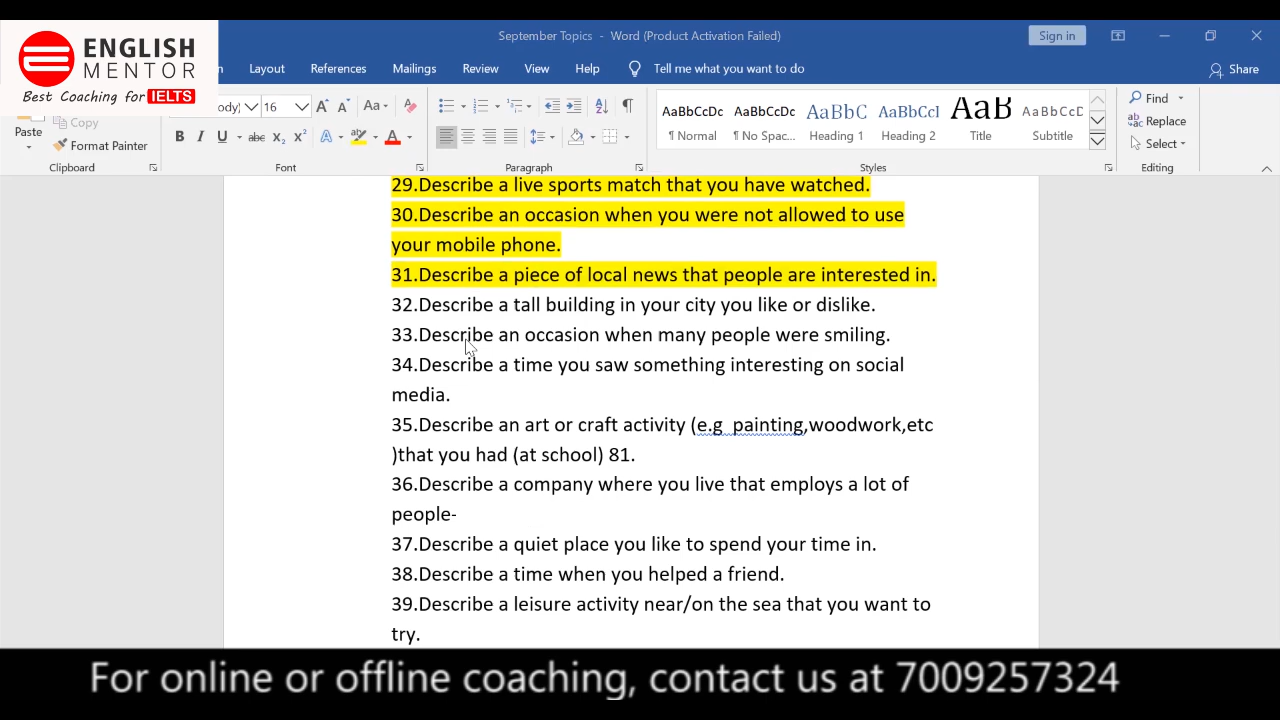 ENGLISH
MENTOR
Best Coaching for IELTS
September Topics - Word (Product Activation Failed)
Sign in
Layout References Mailings Review View Help Tell me what you want to do
Share
16 Aa
Paste
Copy
Format Painter
B I U abc x₂ x² A A
AaBbCcDc AaBbCcDc AaBbC AaBbCcI AaB AaBbCcD
¶ Normal ¶ No Spac... Heading 1 Heading 2 Title Subtitle
Find
Replace
Select
Clipboard Font Paragraph Styles Editing
29.Describe a live sports match that you have watched.
30.Describe an occasion when you were not allowed to use
your mobile phone.
31.Describe a piece of local news that people are interested in.
32.Describe a tall building in your city you like or dislike.
33.Describe an occasion when many people were smiling.
34.Describe a time you saw something interesting on social
media.
35.Describe an art or craft activity (e.g painting,woodwork,etc
)that you had (at school) 81.
36.Describe a company where you live that employs a lot of
people-
37.Describe a quiet place you like to spend your time in.
38.Describe a time when you helped a friend.
39.Describe a leisure activity near/on the sea that you want to
try.
For online or offline coaching, contact us at 7009257324